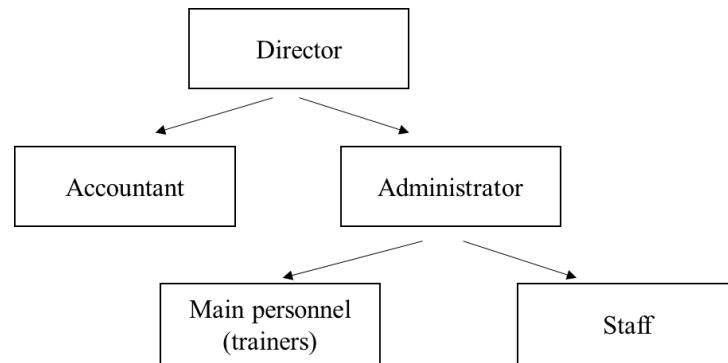 Director
Accountant
Administrator
Main personnel
(trainers)
Staff